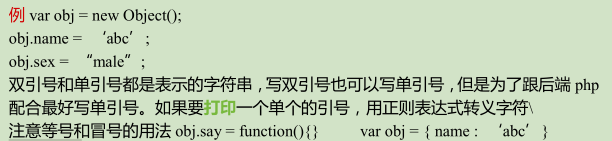 例 var obj = new Object();
obj.name = ‘abc’;
obj.sex = “male”;
双引号和单引号都是表示的字符串，写双引号也可以写单引号，但是为了跟后端 php
配合最好写单引号。如果要打印一个单个的引号，用正则表达式转义字符\
注意等号和冒号的用法 obj.say = function(){} var obj = { name : ‘abc’ }